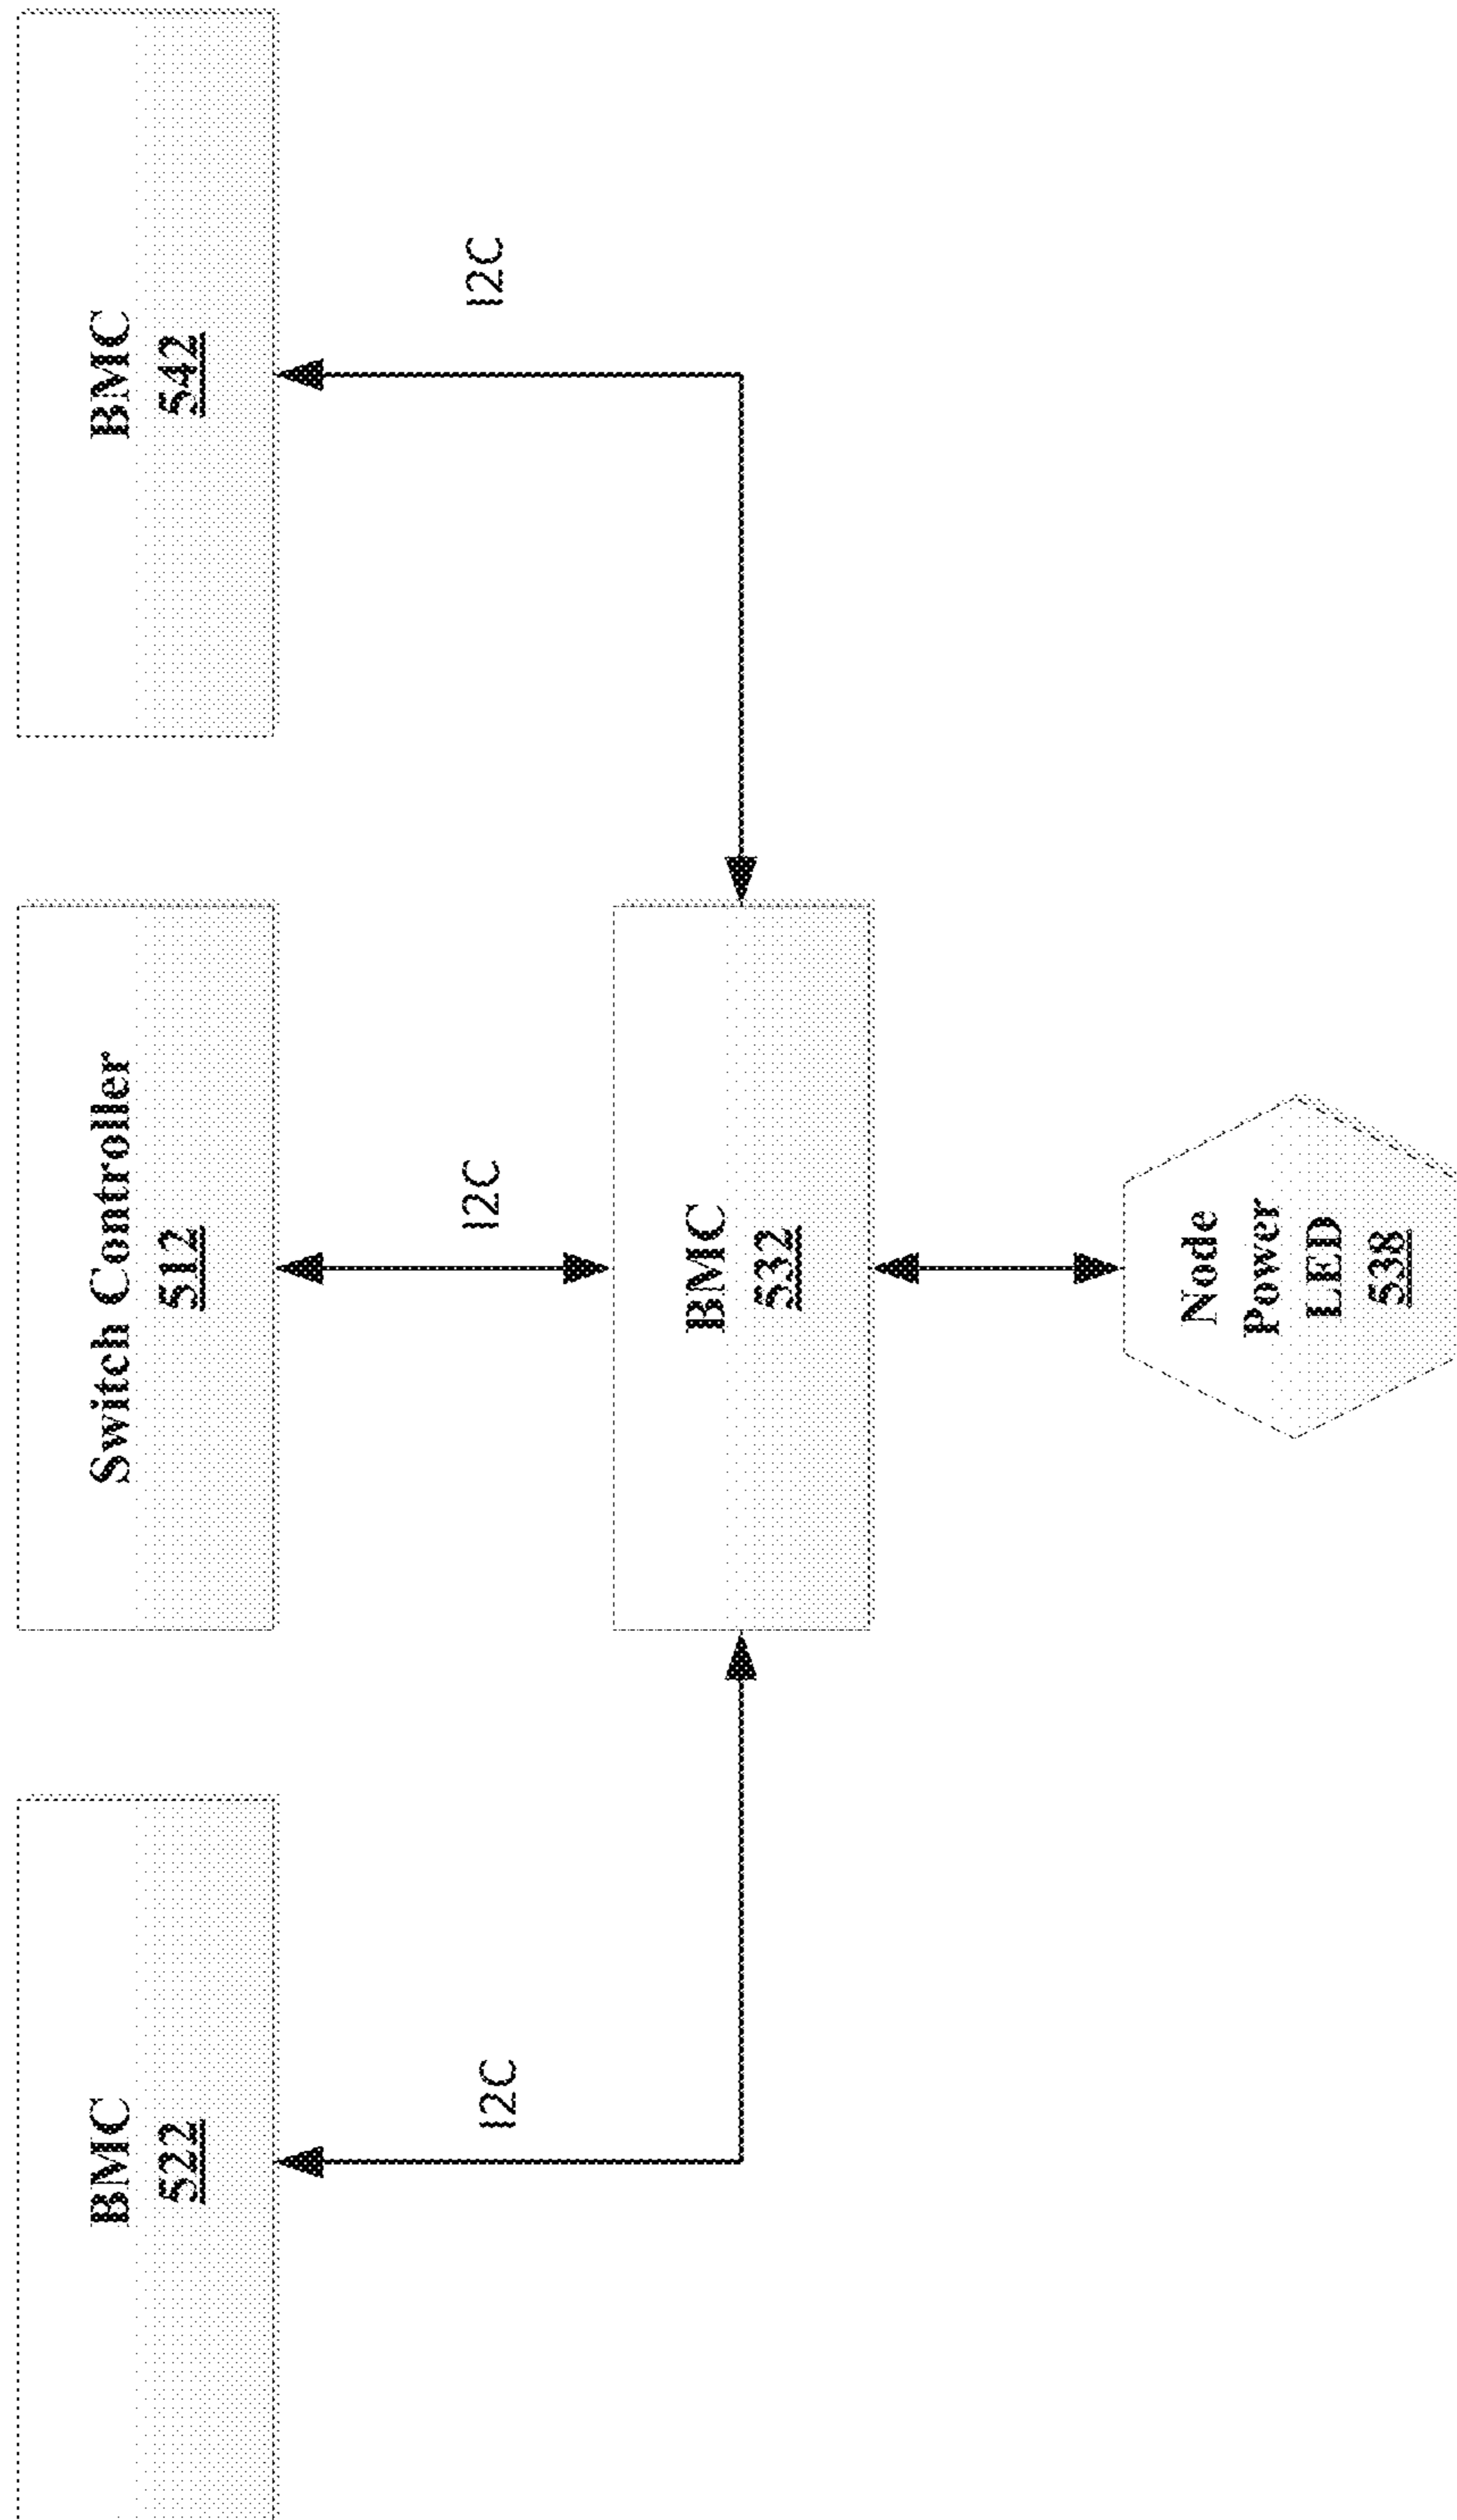 BMC
522
Switch Controller
512
BMC
542
I2C
I2C
I2C
BMC
532
Node
Power
LED
538